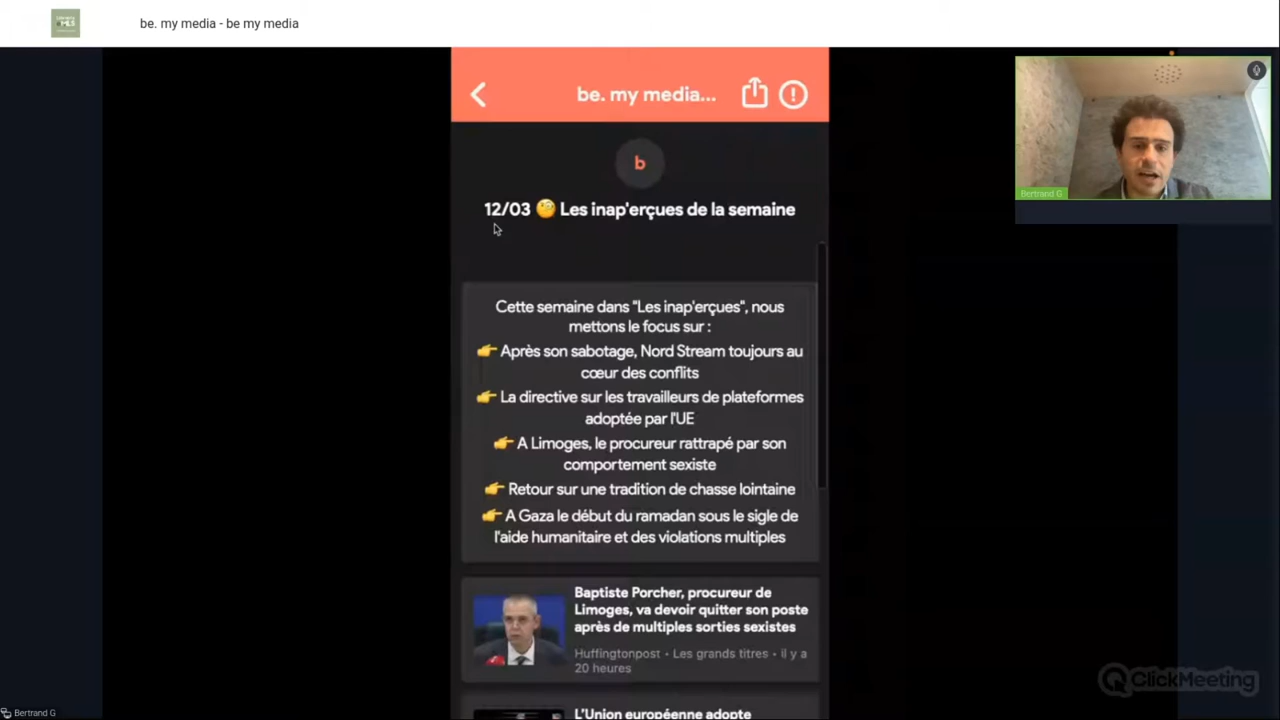 be. my media - be my media
be. my media...
b
12/03 🧐 Les inap'erçues de la semaine
Cette semaine dans "Les inap'erçues", nous
mettons le focus sur :
👉 Après son sabotage, Nord Stream toujours au
cœur des conflits
👉 La directive sur les travailleurs de plateformes
adoptée par l'UE
👉 A Limoges, le procureur rattrapé par son
comportement sexiste
👉 Retour sur une tradition de chasse lointaine
👉 A Gaza le début du ramadan sous le sigle de
l'aide humanitaire et des violations multiples
Baptiste Porcher, procureur de
Limoges, va devoir quitter son poste
après de multiples sorties sexistes
Huffingtonpost • Les grands titres • il y a
20 heures
L'Union européenne adopte
Bertrand G
ClickMeeting
Bertrand G